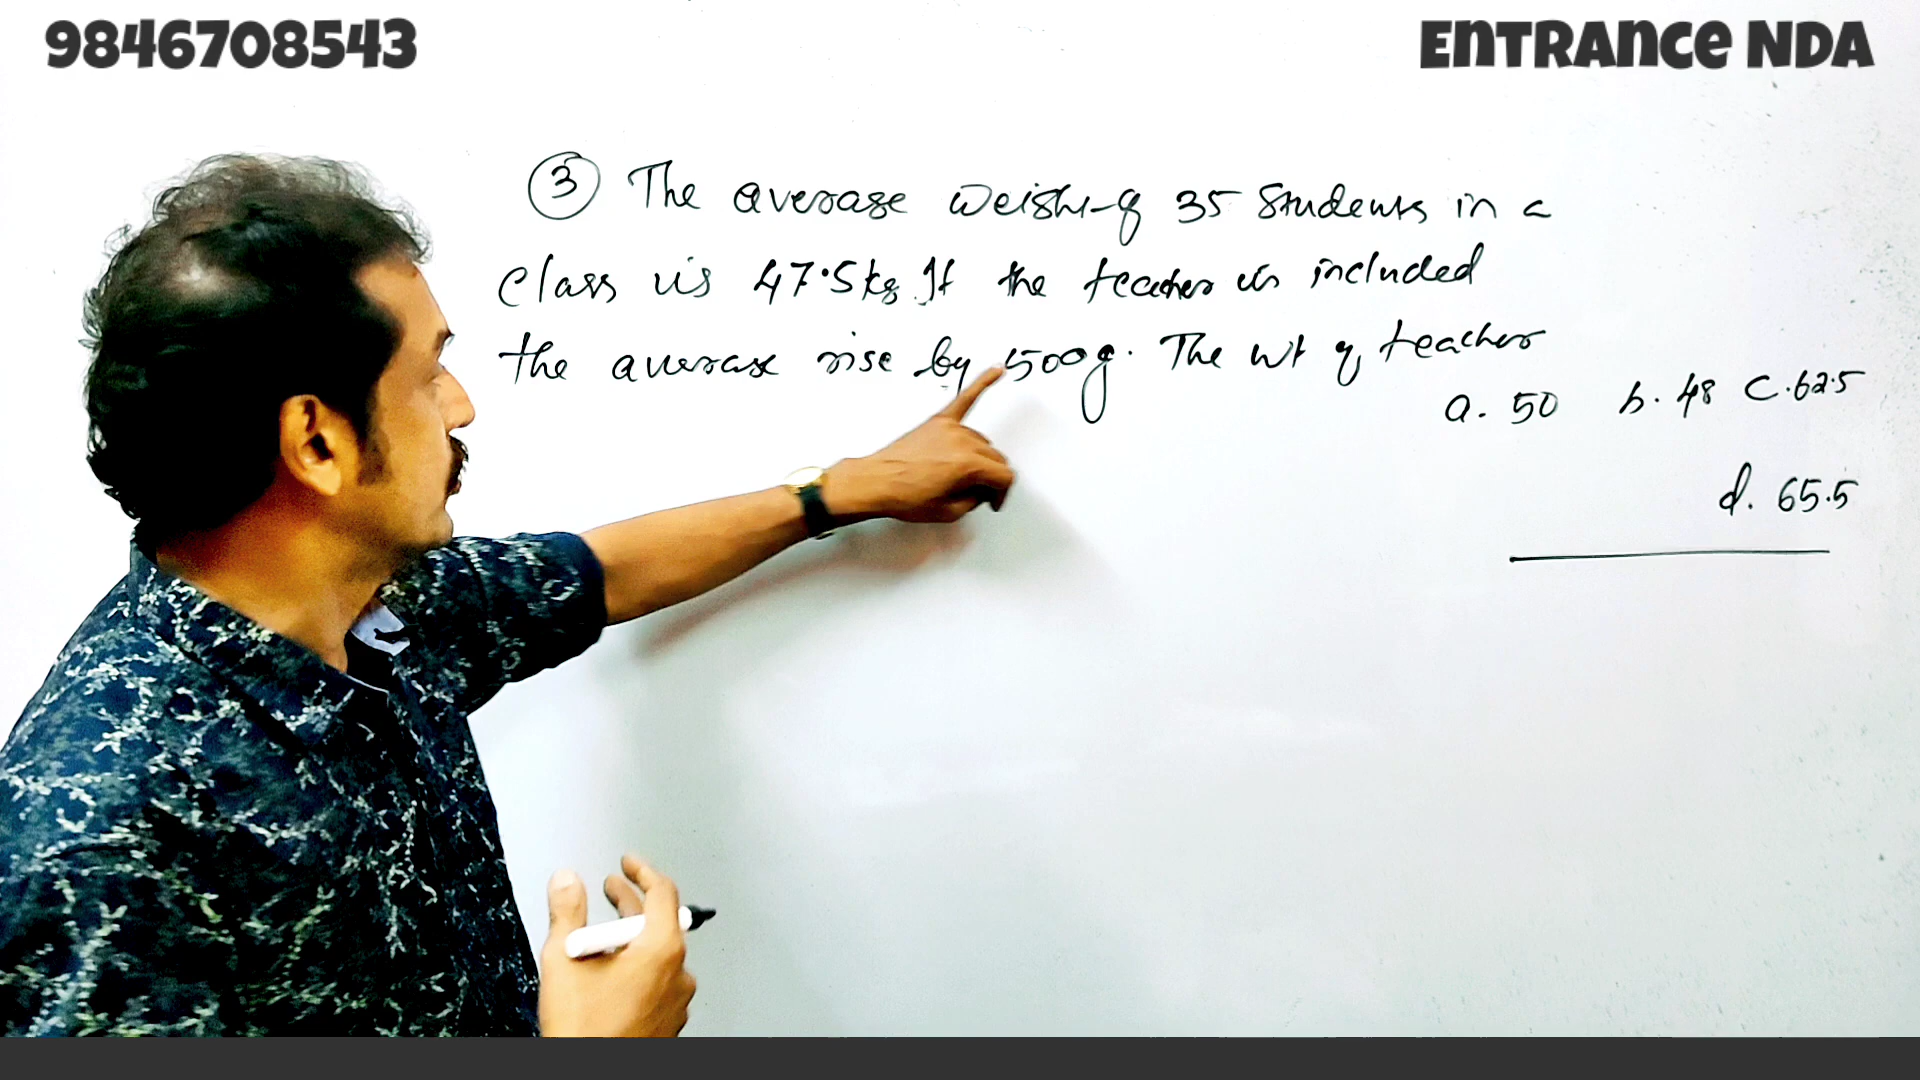 9846708543
ENTRANCE NDA
③ The average weight of 35 students in a
class is 47.5kg. If the teacher is included
the average rise by 500g. The wt of teacher
a. 50 b. 48 c. 62.5
d. 65.5